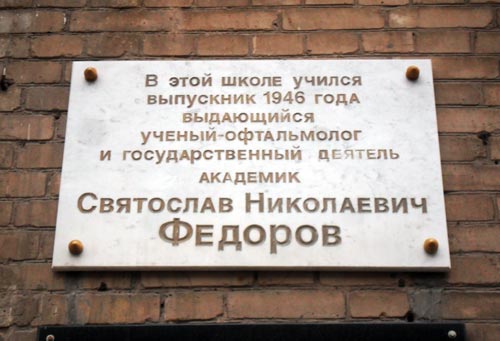 В этой школе учился
выпускник 1946 года
выдающийся
ученый-офтальмолог
и государственный деятель
академик
Святослав Николаевич
Федоров